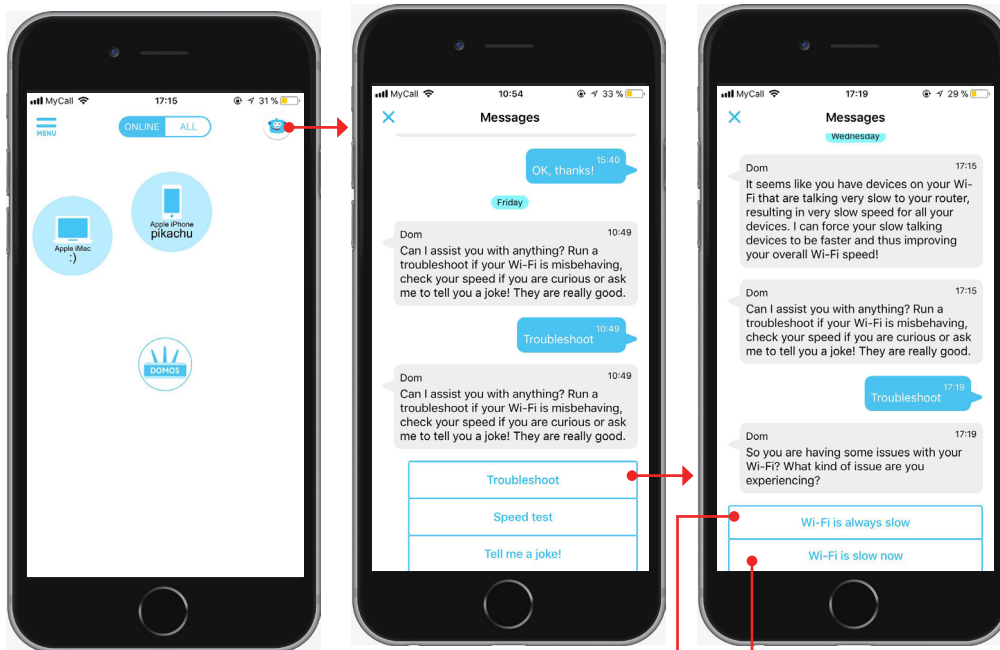 MyCall 17:15 31 %
MENU
ONLINE ALL
Apple iPhone
pikachu
Apple iMac
:)
DOMOS
MyCall 10:54 33 %
Messages
15:40
OK, thanks!
Friday
Dom 10:49
Can I assist you with anything? Run a
troubleshoot if your Wi-Fi is misbehaving,
check your speed if you are curious or ask
me to tell you a joke! They are really good.
10:49
Troubleshoot
Dom 10:49
Can I assist you with anything? Run a
troubleshoot if your Wi-Fi is misbehaving,
check your speed if you are curious or ask
me to tell you a joke! They are really good.
Troubleshoot
Speed test
Tell me a joke!
MyCall 17:19 29 %
Messages
Wednesday
Dom 17:15
It seems like you have devices on your Wi-
Fi that are talking very slow to your router,
resulting in very slow speed for all your
devices. I can force your slow talking
devices to be faster and thus improving
your overall Wi-Fi speed!
Dom 17:15
Can I assist you with anything? Run a
troubleshoot if your Wi-Fi is misbehaving,
check your speed if you are curious or ask
me to tell you a joke! They are really good.
17:19
Troubleshoot
Dom 17:19
So you are having some issues with your
Wi-Fi? What kind of issue are you
experiencing?
Wi-Fi is always slow
Wi-Fi is slow now